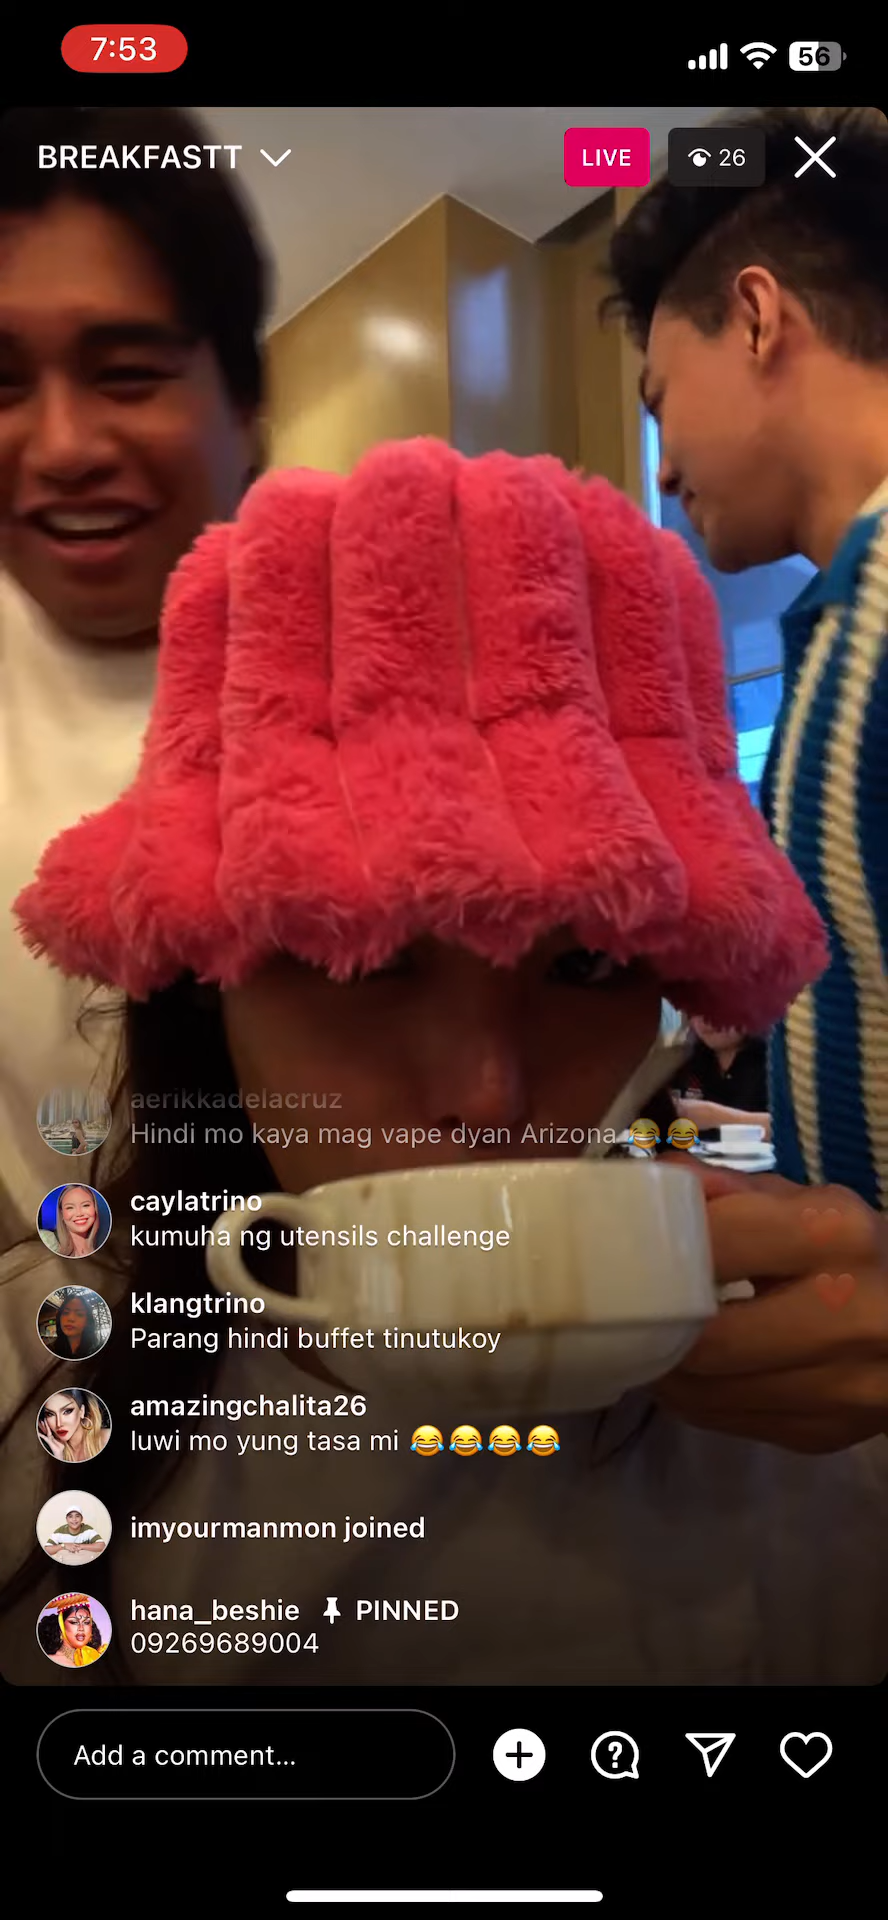 7:53
56
BREAKFASTT
LIVE
26
aerikkadelacruz
Hindi mo kaya mag vape dyan Arizona 😂😂
caylatrino
kumuha ng utensils challenge
klangtrino
Parang hindi buffet tinutukoy
amazingchalita26
luwi mo yung tasa mi 😂😂😂😂
imyourmanmon joined
hana_beshie PINNED
09269689004
Add a comment...